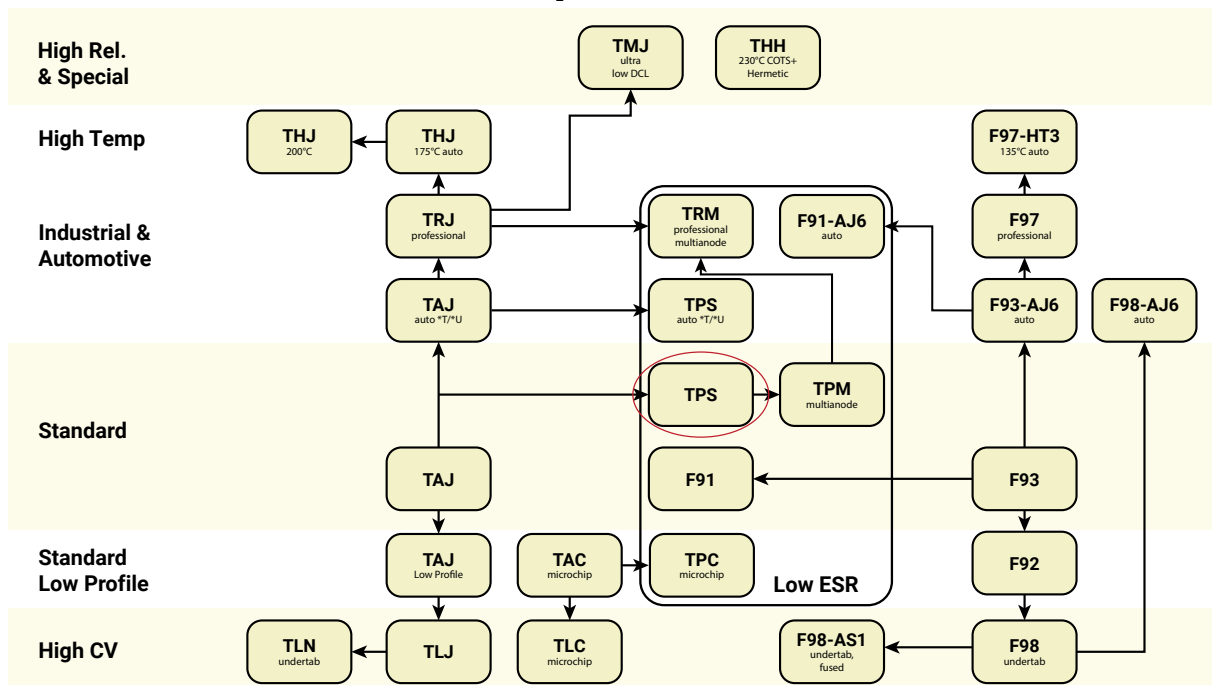 High Rel.
& Special
TMJ
ultra
low DCL
THH
230°C COTS+
Hermetic
High Temp
THJ
200°C
THJ
175°C auto
F97-HT3
135°C auto
Industrial &
Automotive
TRJ
professional
TRM
professional
multianode
F91-AJ6
auto
F97
professional
TAJ
auto *T/*U
TPS
auto *T/*U
F93-AJ6
auto
F98-AJ6
auto
Standard
TPS
TPM
multianode
TAJ
F91
F93
Standard
Low Profile
TAJ
Low Profile
TAC
microchip
TPC
microchip
Low ESR
F92
High CV
TLN
undertab
TLJ
TLC
microchip
F98-AS1
undertab,
fused
F98
undertab